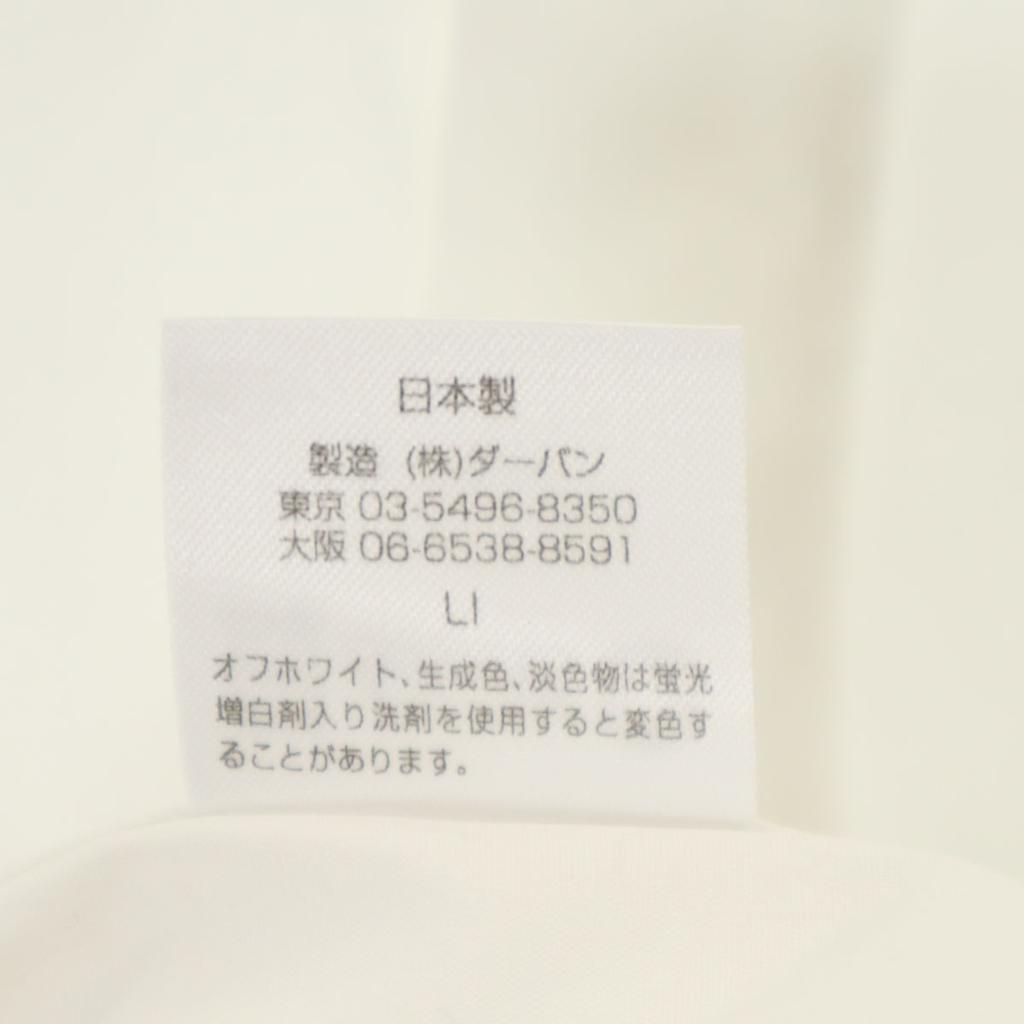 日本製
製造 (株)ダーバン
東京 03-5496-8350
大阪 06-6538-8591
LI
オフホワイト、生成色、淡色物は蛍光
増白剤入り洗剤を使用すると変色す
ることがあります。